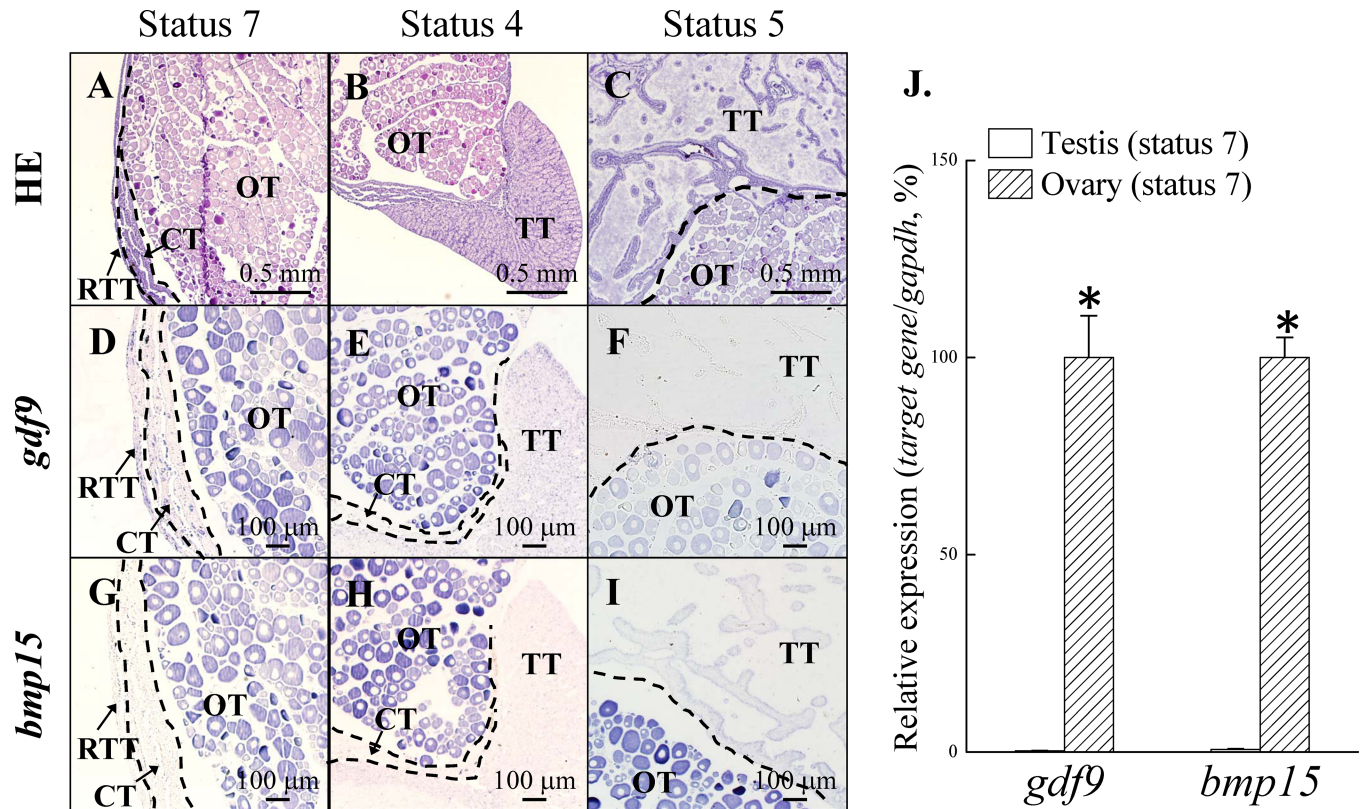 Status 7
Status 4
Status 5
HE
A
OT
CT
RTT
0.5 mm
B
OT
TT
0.5 mm
C
TT
OT
0.5 mm
gdf9
D
OT
RTT
CT
100 µm
E
OT
TT
CT
100 µm
F
TT
OT
100 µm
bmp15
G
OT
RTT
CT
100 µm
H
OT
TT
CT
100 µm
I
TT
OT
100 µm
J.
Testis (status 7)
Ovary (status 7)
Relative expression (target gene/gapdh, %)
150
100
50
0
*
*
gdf9
bmp15